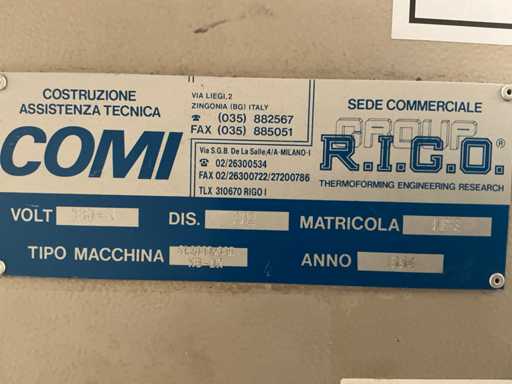 COSTRUZIONE
ASSISTENZA TECNICA
COMI
VIA LIEGI,2
ZINGONIA (BG) ITALY
☎ (035) 882567
FAX (035) 885051
Via S.G.B. De La Salle,4/A-MILANO-I
☎ 02/26300534
FAX 02/26300722/27200786
TLX 310670 RIGO I
SEDE COMMERCIALE
GROUP
R.I.G.O.®
THERMOFORMING ENGINEERING RESEARCH
VOLT
DIS.
MATRICOLA
TIPO MACCHINA
ANNO